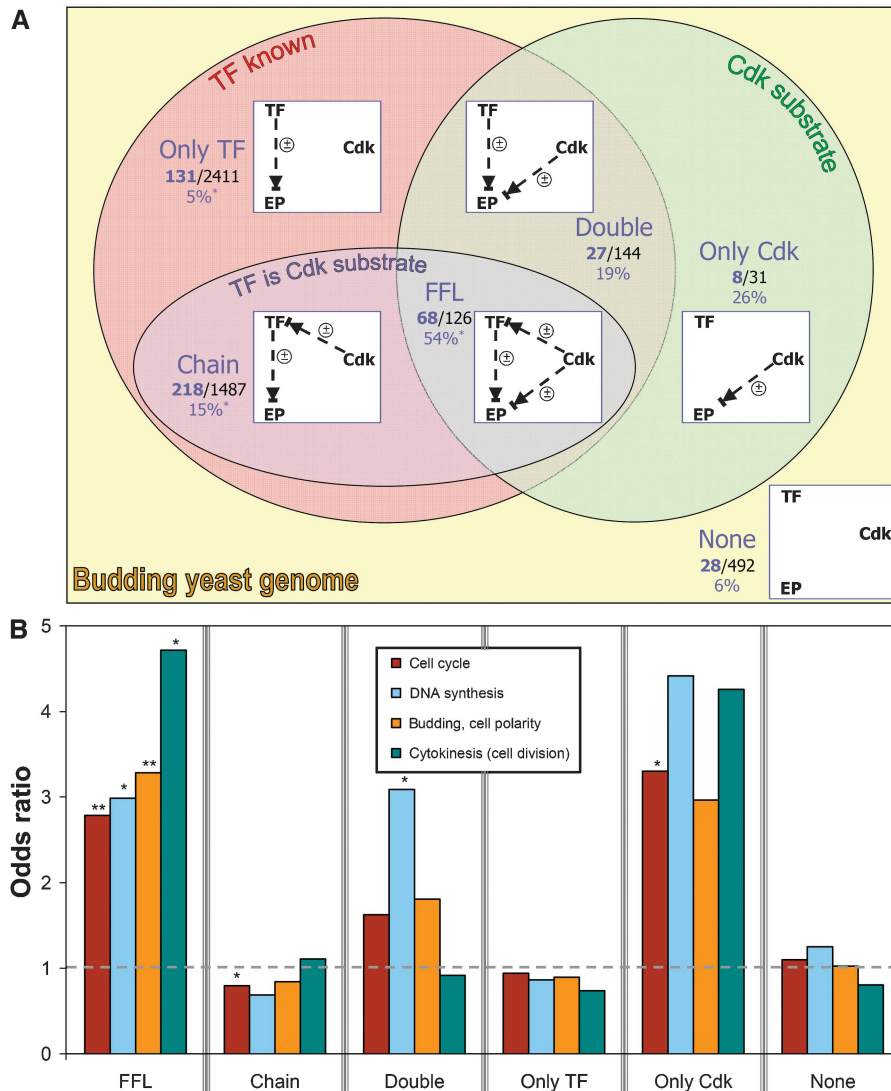 A
TF known
Cdk substrate
Only TF
131/2411
5%*
TF
±
Cdk
EP
TF
±
Cdk
±
EP
Double
27/144
19%
Only Cdk
8/31
26%
TF
Cdk
±
EP
TF is Cdk substrate
Chain
218/1487
15%*
TF
±
±
Cdk
EP
FFL
68/126
54%*
TF
±
±
Cdk
±
EP
None
28/492
6%
TF
Cdk
EP
Budding yeast genome
B
Odds ratio
5
4
3
2
1
0
Cell cycle
DNA synthesis
Budding, cell polarity
Cytokinesis (cell division)
**
*
**
*
*
*
*
FFL
Chain
Double
Only TF
Only Cdk
None